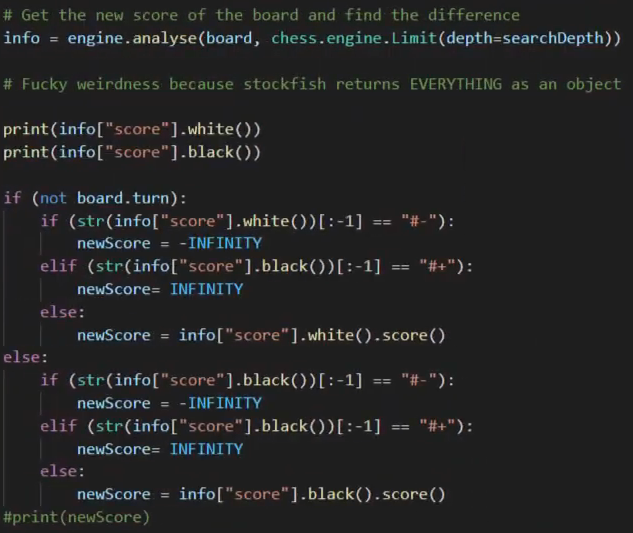 # Get the new score of the board and find the difference
info = engine.analyse(board, chess.engine.Limit(depth=searchDepth))
# Fucky weirdness because stockfish returns EVERYTHING as an object
print(info["score"].white())
print(info["score"].black())
if (not board.turn):
    if (str(info["score"].white())[:-1] == "#-"):
        newScore = -INFINITY
    elif (str(info["score"].black())[:-1] == "#+"):
        newScore= INFINITY
    else:
        newScore = info["score"].white().score()
else:
    if (str(info["score"].black())[:-1] == "#-"):
        newScore = -INFINITY
    elif (str(info["score"].black())[:-1] == "#+"):
        newScore= INFINITY
    else:
        newScore = info["score"].black().score()
#print(newScore)